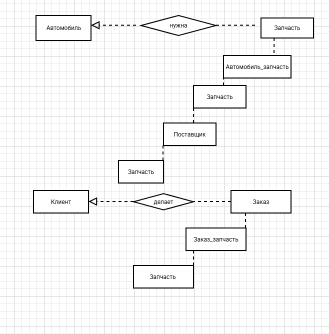 Автомобиль
нужна
Запчасть
Автомобиль_запчасть
Запчасть
Поставщик
Запчасть
Клиент
делает
Заказ
Заказ_запчасть
Запчасть